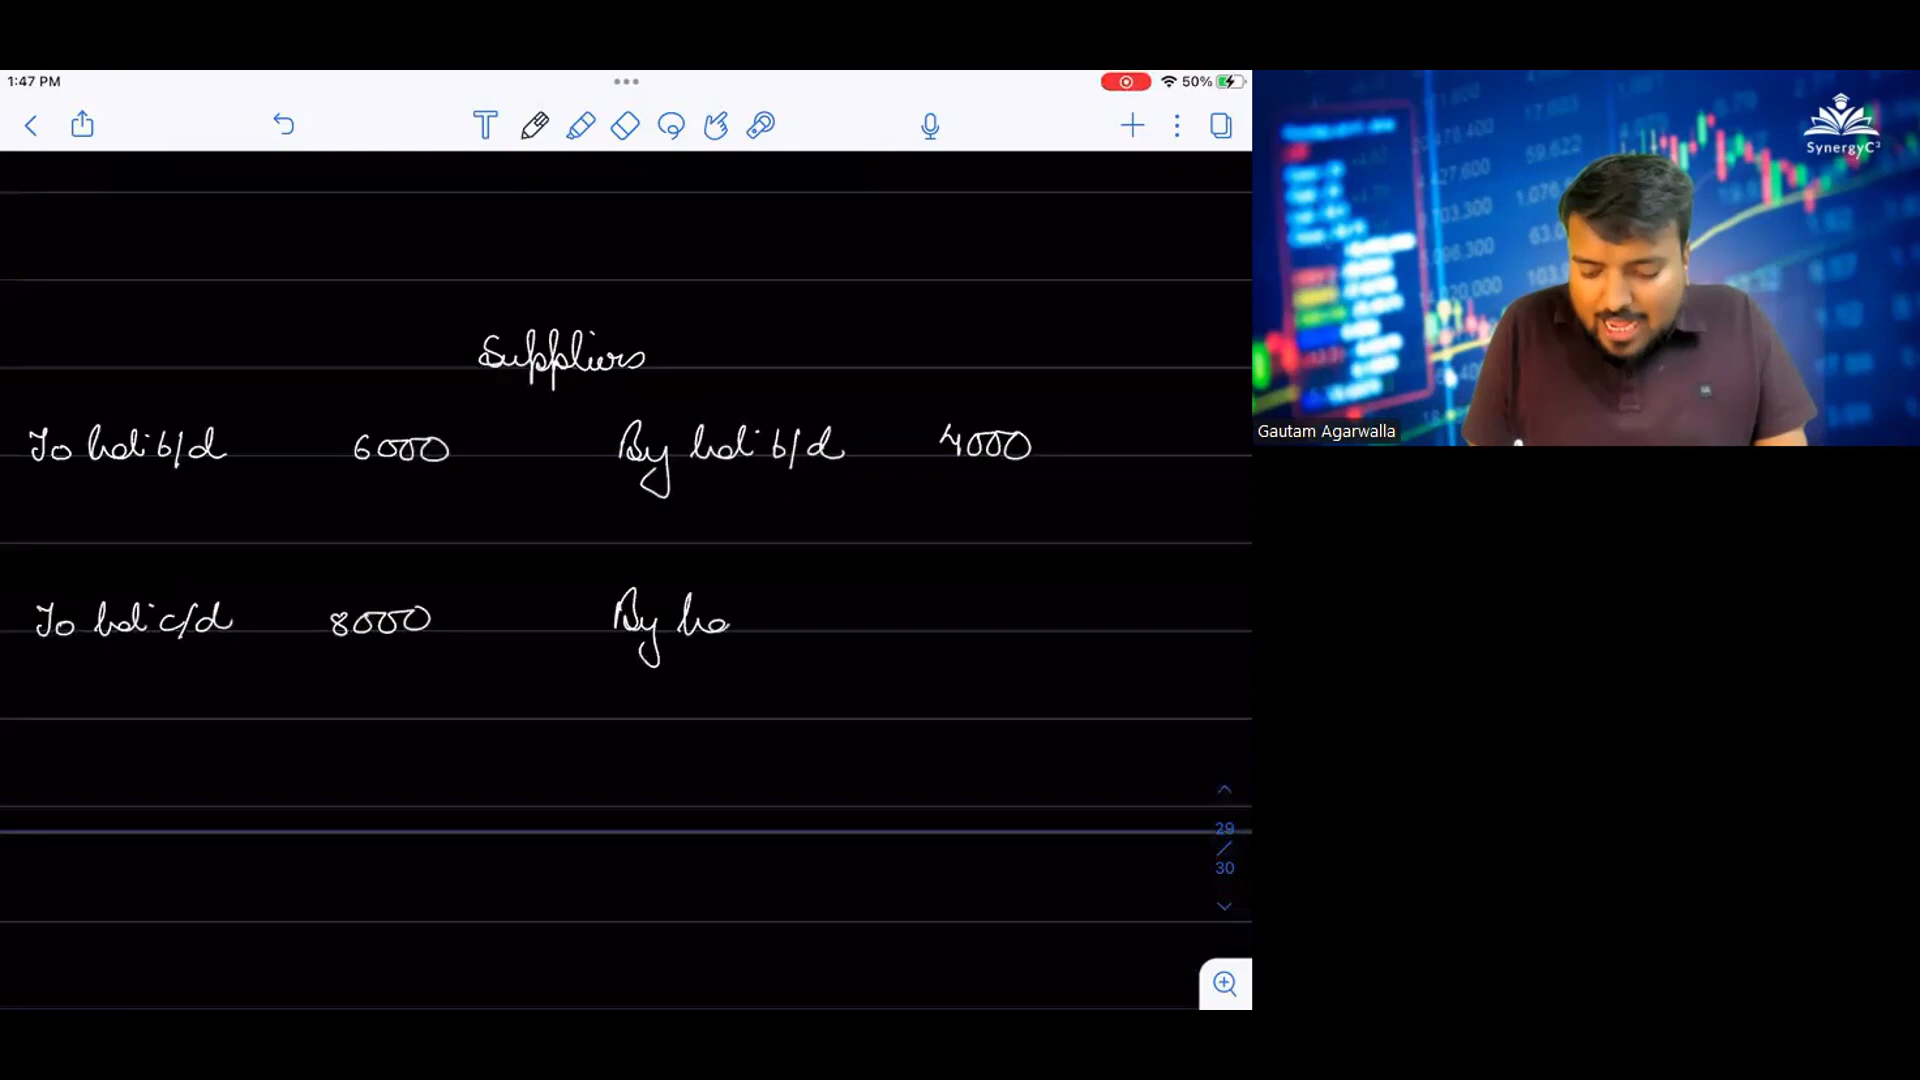 1:47 PM
50%
SynergyC³
Suppliers
To bal b/d 6000 By bal b/d 4000
Gautam Agarwalla
To bal c/d 8000 By ba
29
/
30